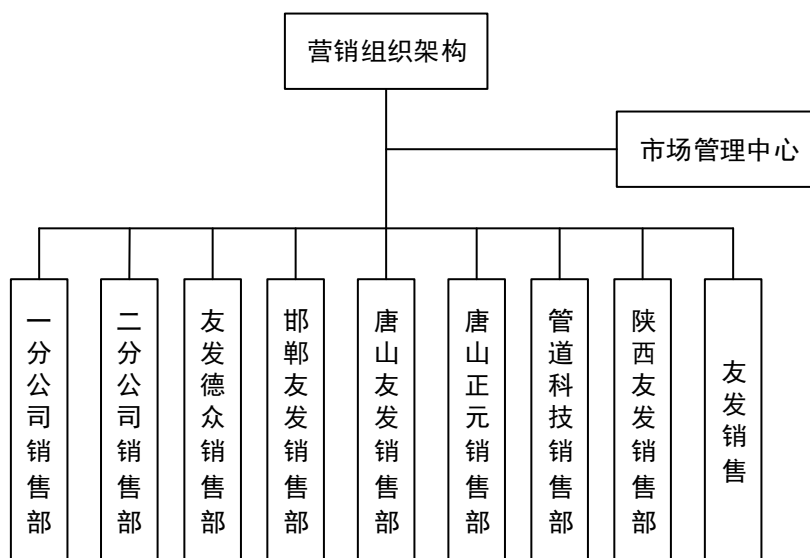 营销组织架构
市场管理中心
一分公司销售部
二分公司销售部
友发德众销售部
邯郸友发销售部
唐山友发销售部
唐山正元销售部
管道科技销售部
陕西友发销售部
友发销售